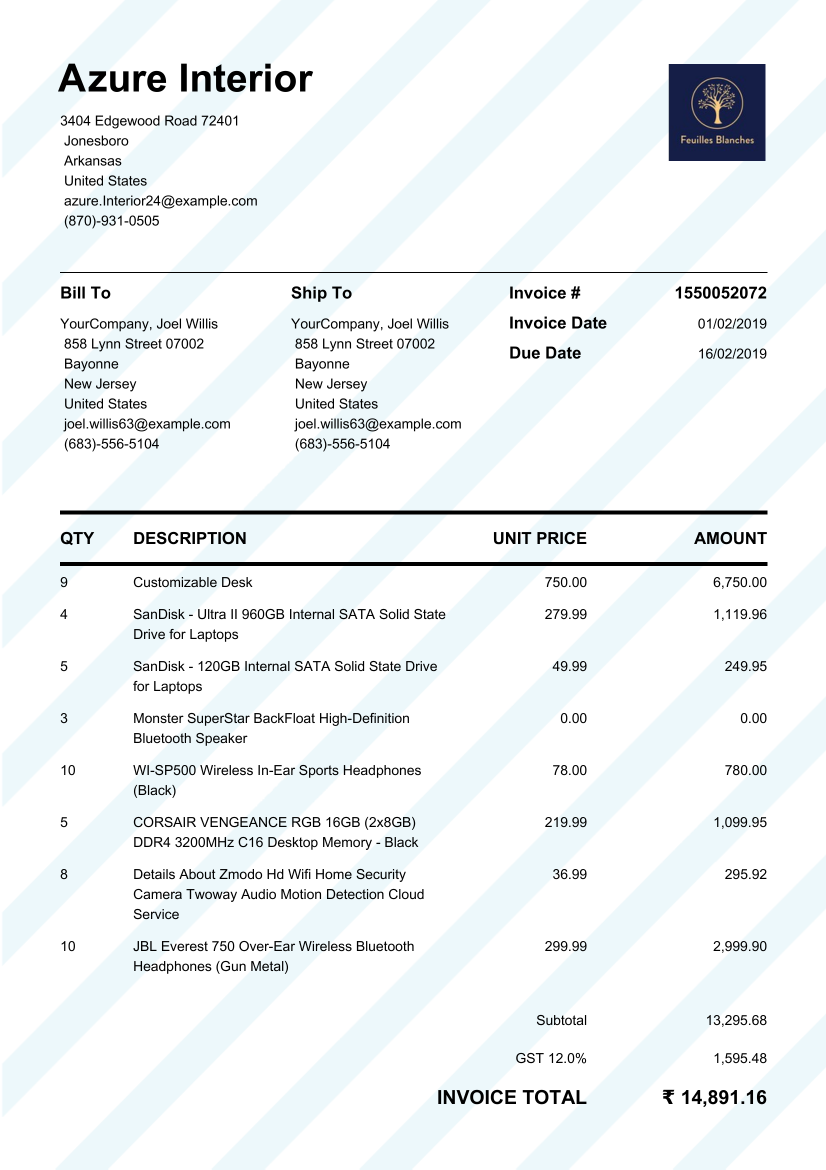 Azure Interior
3404 Edgewood Road 72401
Jonesboro
Arkansas
United States
azure.Interior24@example.com
(870)-931-0505
Feuilles Blanches
Bill To
YourCompany, Joel Willis
858 Lynn Street 07002
Bayonne
New Jersey
United States
joel.willis63@example.com
(683)-556-5104
Ship To
YourCompany, Joel Willis
858 Lynn Street 07002
Bayonne
New Jersey
United States
joel.willis63@example.com
(683)-556-5104
Invoice # 1550052072
Invoice Date 01/02/2019
Due Date 16/02/2019
QTY DESCRIPTION UNIT PRICE AMOUNT
9 Customizable Desk 750.00 6,750.00
4 SanDisk - Ultra II 960GB Internal SATA Solid State 279.99 1,119.96
Drive for Laptops
5 SanDisk - 120GB Internal SATA Solid State Drive 49.99 249.95
for Laptops
3 Monster SuperStar BackFloat High-Definition 0.00 0.00
Bluetooth Speaker
10 WI-SP500 Wireless In-Ear Sports Headphones 78.00 780.00
(Black)
5 CORSAIR VENGEANCE RGB 16GB (2x8GB) 219.99 1,099.95
DDR4 3200MHz C16 Desktop Memory - Black
8 Details About Zmodo Hd Wifi Home Security 36.99 295.92
Camera Twoway Audio Motion Detection Cloud
Service
10 JBL Everest 750 Over-Ear Wireless Bluetooth 299.99 2,999.90
Headphones (Gun Metal)
Subtotal 13,295.68
GST 12.0% 1,595.48
INVOICE TOTAL ₹ 14,891.16